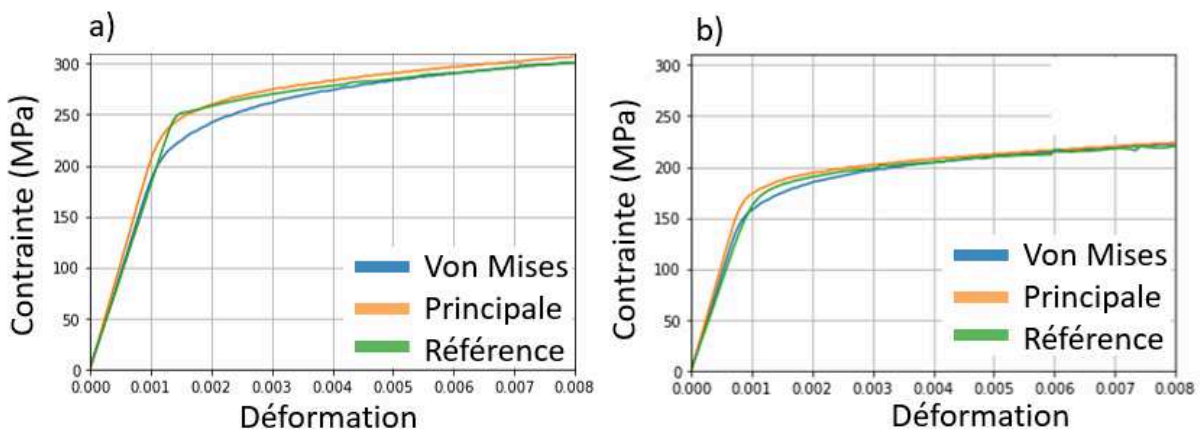 a)
300
250
200
150
100
50
0
Contrainte (MPa)
Von Mises
Principale
Référence
0.000 0.001 0.002 0.003 0.004 0.005 0.006 0.007 0.008
Déformation
b)
300
250
200
150
100
50
0
Contrainte (MPa)
Von Mises
Principale
Référence
0.000 0.001 0.002 0.003 0.004 0.005 0.006 0.007 0.008
Déformation